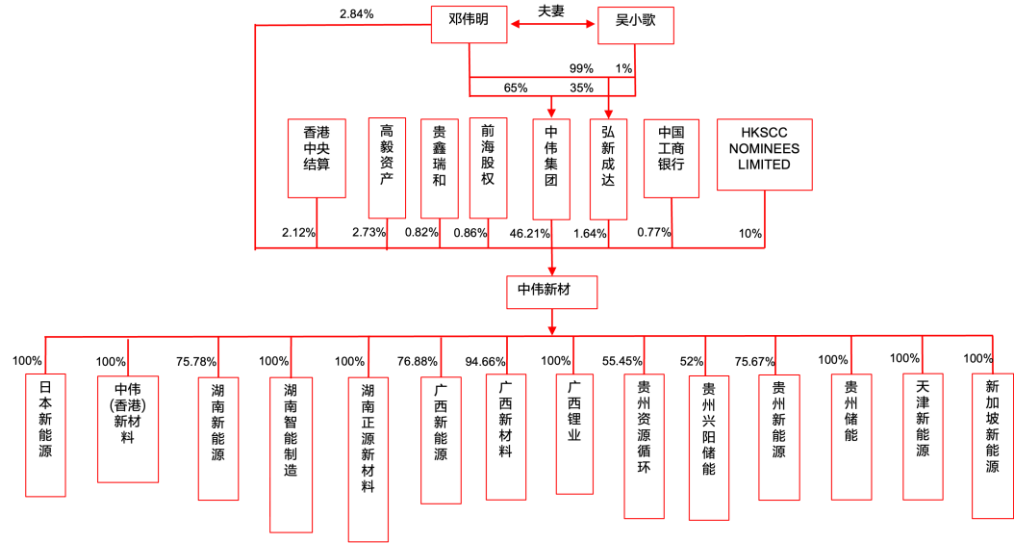 2.84%
邓伟明
夫妻
吴小歌
99%
1%
65%
35%
香港
中央
结算
高毅资产
贵鑫瑞和
前海股权
中伟集团
弘新成达
中国
工商
银行
HKSCC
NOMINEES
LIMITED
2.12%
2.73%
0.82%
0.86%
46.21%
1.64%
0.77%
10%
中伟新材
100%
100%
75.78%
100%
100%
76.88%
94.66%
100%
55.45%
52%
75.67%
100%
100%
100%
日本新能源
中伟
(香港)
新材
料
湖南新能源
湖南智能制造
湖南正源新材料
广西新能源
广西新材料
广西锂业
贵州资源循环
贵州兴阳储能
贵州新能源
贵州储能
天津新能源
新加坡新能源